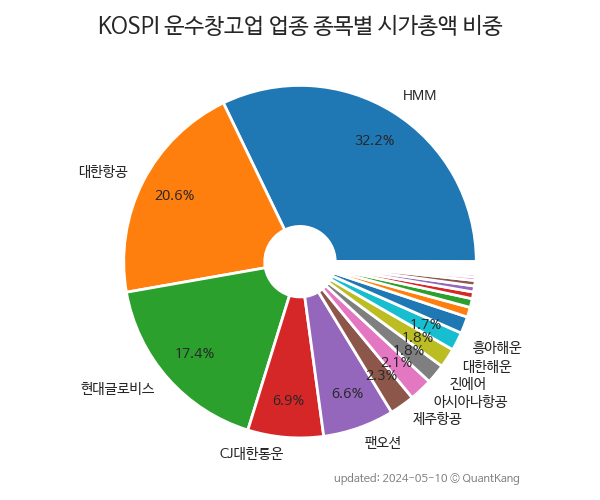 KOSPI 운수창고업 업종 종목별 시가총액 비중
HMM
32.2%
대한항공
20.6%
현대글로비스
17.4%
CJ대한통운
6.9%
팬오션
6.6%
제주항공
2.3%
아시아나항공
2.1%
진에어
1.8%
대한해운
1.8%
흥아해운
1.7%
updated: 2024-05-10 © QuantKang